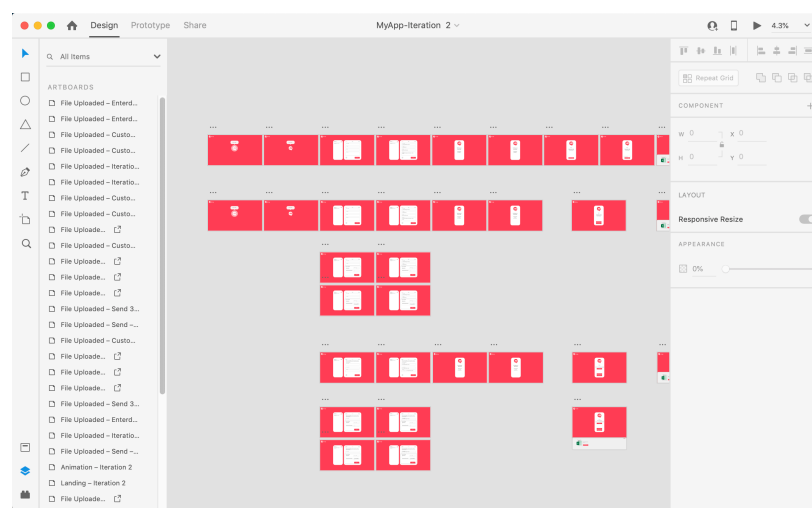 Design Prototype Share MyApp-Iteration 2 4.3%
All Items
ARTBOARDS
File Uploaded – Enterd...
File Uploaded – Enterd...
File Uploaded – Custo...
File Uploaded – Custo...
File Uploaded – Iteratio...
File Uploaded – Iteratio...
File Uploaded – Custo...
File Uploaded – Custo...
File Uploade...
File Uploaded – Custo...
File Uploade...
File Uploade...
File Uploade...
File Uploaded – Send 3...
File Uploaded – Send –...
File Uploaded – Custo...
File Uploade...
File Uploade...
File Uploade...
File Uploaded – Send 3...
File Uploaded – Enterd...
File Uploaded – Iteratio...
File Uploaded – Send –...
Animation – Iteration 2
Landing – Iteration 2
File Uploade...
Repeat Grid
COMPONENT
W 0 X 0
H 0 Y 0
LAYOUT
Responsive Resize
APPEARANCE
0%